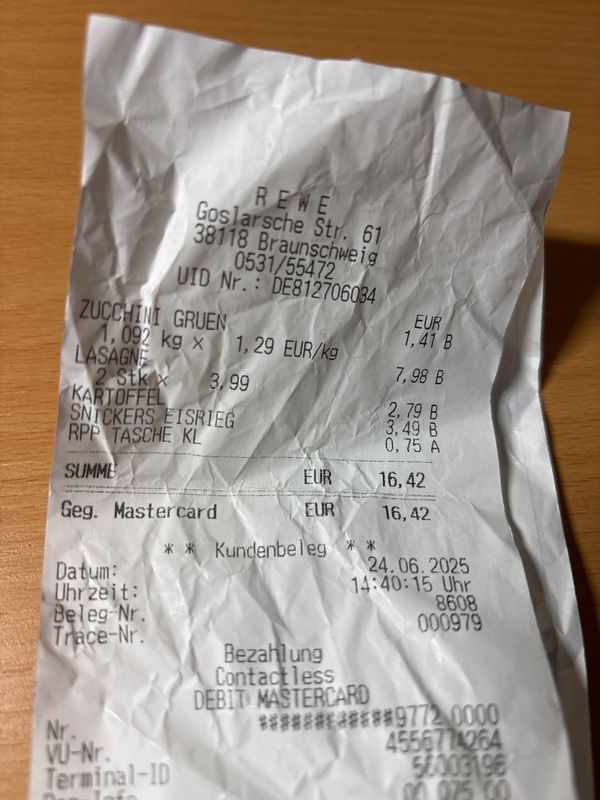 REWE
Goslarsche Str. 61
38118 Braunschweig
0531/55472
UID Nr.: DE812706034
EUR
ZUCCHINI GRUEN 1,41 B
1,092 kg x 1,29 EUR/kg
LASAGNE 7,98 B
2 Stk x 3,99
KARTOFFEL 2,79 B
SNICKERS EISRIEG 3,49 B
RPP TASCHE KL 0,75 A
SUMME EUR 16,42
Geg. Mastercard EUR 16,42
* * Kundenbeleg * *
Datum: 24.06.2025
Uhrzeit: 14:40:15 Uhr
Beleg-Nr. 8608
Trace-Nr. 000979
Bezahlung
Contactless
DEBIT MASTERCARD
Nr. ############9772 0000
VU-Nr. 4556774264
Terminal-ID 56003196
00 075 00